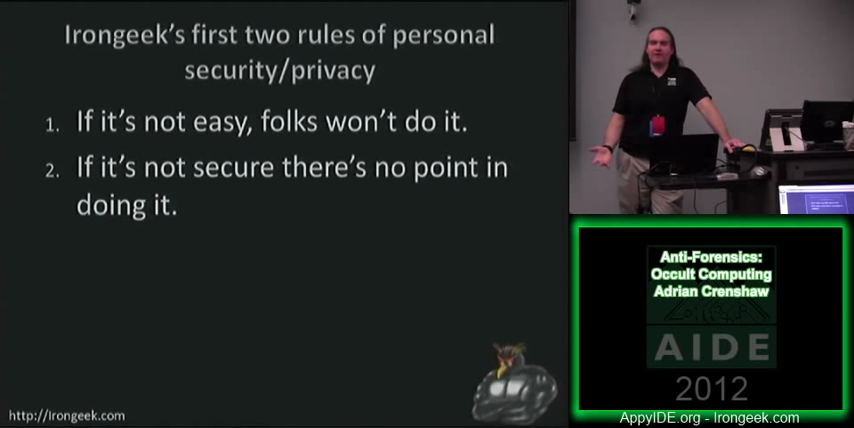 Irongeek's first two rules of personal
security/privacy
1. If it's not easy, folks won't do it.
2. If it's not secure there's no point in
doing it.
http://Irongeek.com
Anti-Forensics:
Occult Computing
Adrian Crenshaw
AIDE
2012
AppyIDE.org - Irongeek.com